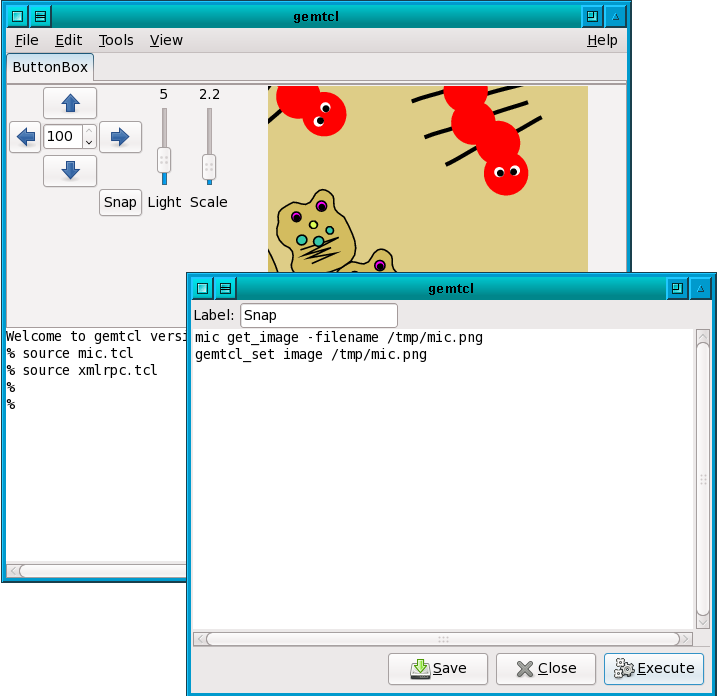 gemtcl
File Edit Tools View Help
ButtonBox
5 2.2
100
Snap Light Scale
Welcome to gemtcl versi
% source mic.tcl
% source xmlrpc.tcl
%
%
gemtcl
Label: Snap
mic get_image -filename /tmp/mic.png
gemtcl_set image /tmp/mic.png
Save Close Execute